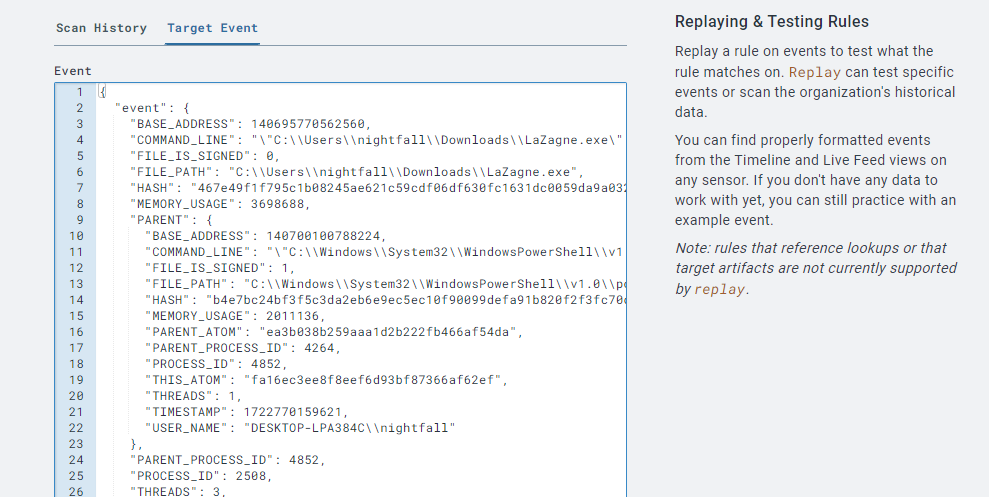 Scan History Target Event
Event
1 {
2 "event": {
3 "BASE_ADDRESS": 140695770562560,
4 "COMMAND_LINE": "\"C:\\Users\\nightfall\\Downloads\\LaZagne.exe\"
5 "FILE_IS_SIGNED": 0,
6 "FILE_PATH": "C:\\Users\\nightfall\\Downloads\\LaZagne.exe",
7 "HASH": "467e49f1f795c1b08245ae621c59cdf06df630fc1631dc0059da9a032
8 "MEMORY_USAGE": 3698688,
9 "PARENT": {
10 "BASE_ADDRESS": 140700100788224,
11 "COMMAND_LINE": "\"C:\\Windows\\System32\\WindowsPowerShell\\v1
12 "FILE_IS_SIGNED": 1,
13 "FILE_PATH": "C:\\Windows\\System32\\WindowsPowerShell\\v1.0\\po
14 "HASH": "b4e7bc24bf3f5c3da2eb6e9ec5ec10f90099defa91b820f2f3fc70c
15 "MEMORY_USAGE": 2011136,
16 "PARENT_ATOM": "ea3b038b259aaa1d2b222fb466af54da",
17 "PARENT_PROCESS_ID": 4264,
18 "PROCESS_ID": 4852,
19 "THIS_ATOM": "fa16ec3ee8f8eef6d93bf87366af62ef",
20 "THREADS": 1,
21 "TIMESTAMP": 1722770159621,
22 "USER_NAME": "DESKTOP-LPA384C\\nightfall"
23 },
24 "PARENT_PROCESS_ID": 4852,
25 "PROCESS_ID": 2508,
26 "THREADS": 3,
Replaying & Testing Rules
Replay a rule on events to test what the
rule matches on. Replay can test specific
events or scan the organization's historical
data.
You can find properly formatted events
from the Timeline and Live Feed views on
any sensor. If you don't have any data to
work with yet, you can still practice with an
example event.
Note: rules that reference lookups or that
target artifacts are not currently supported
by replay.